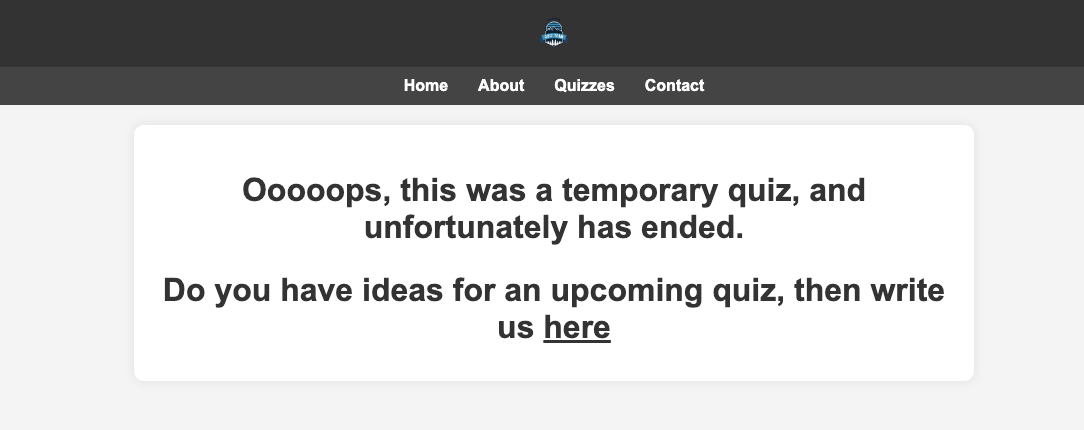 Home About Quizzes Contact
Ooooops, this was a temporary quiz, and
unfortunately has ended.
Do you have ideas for an upcoming quiz, then write
us here